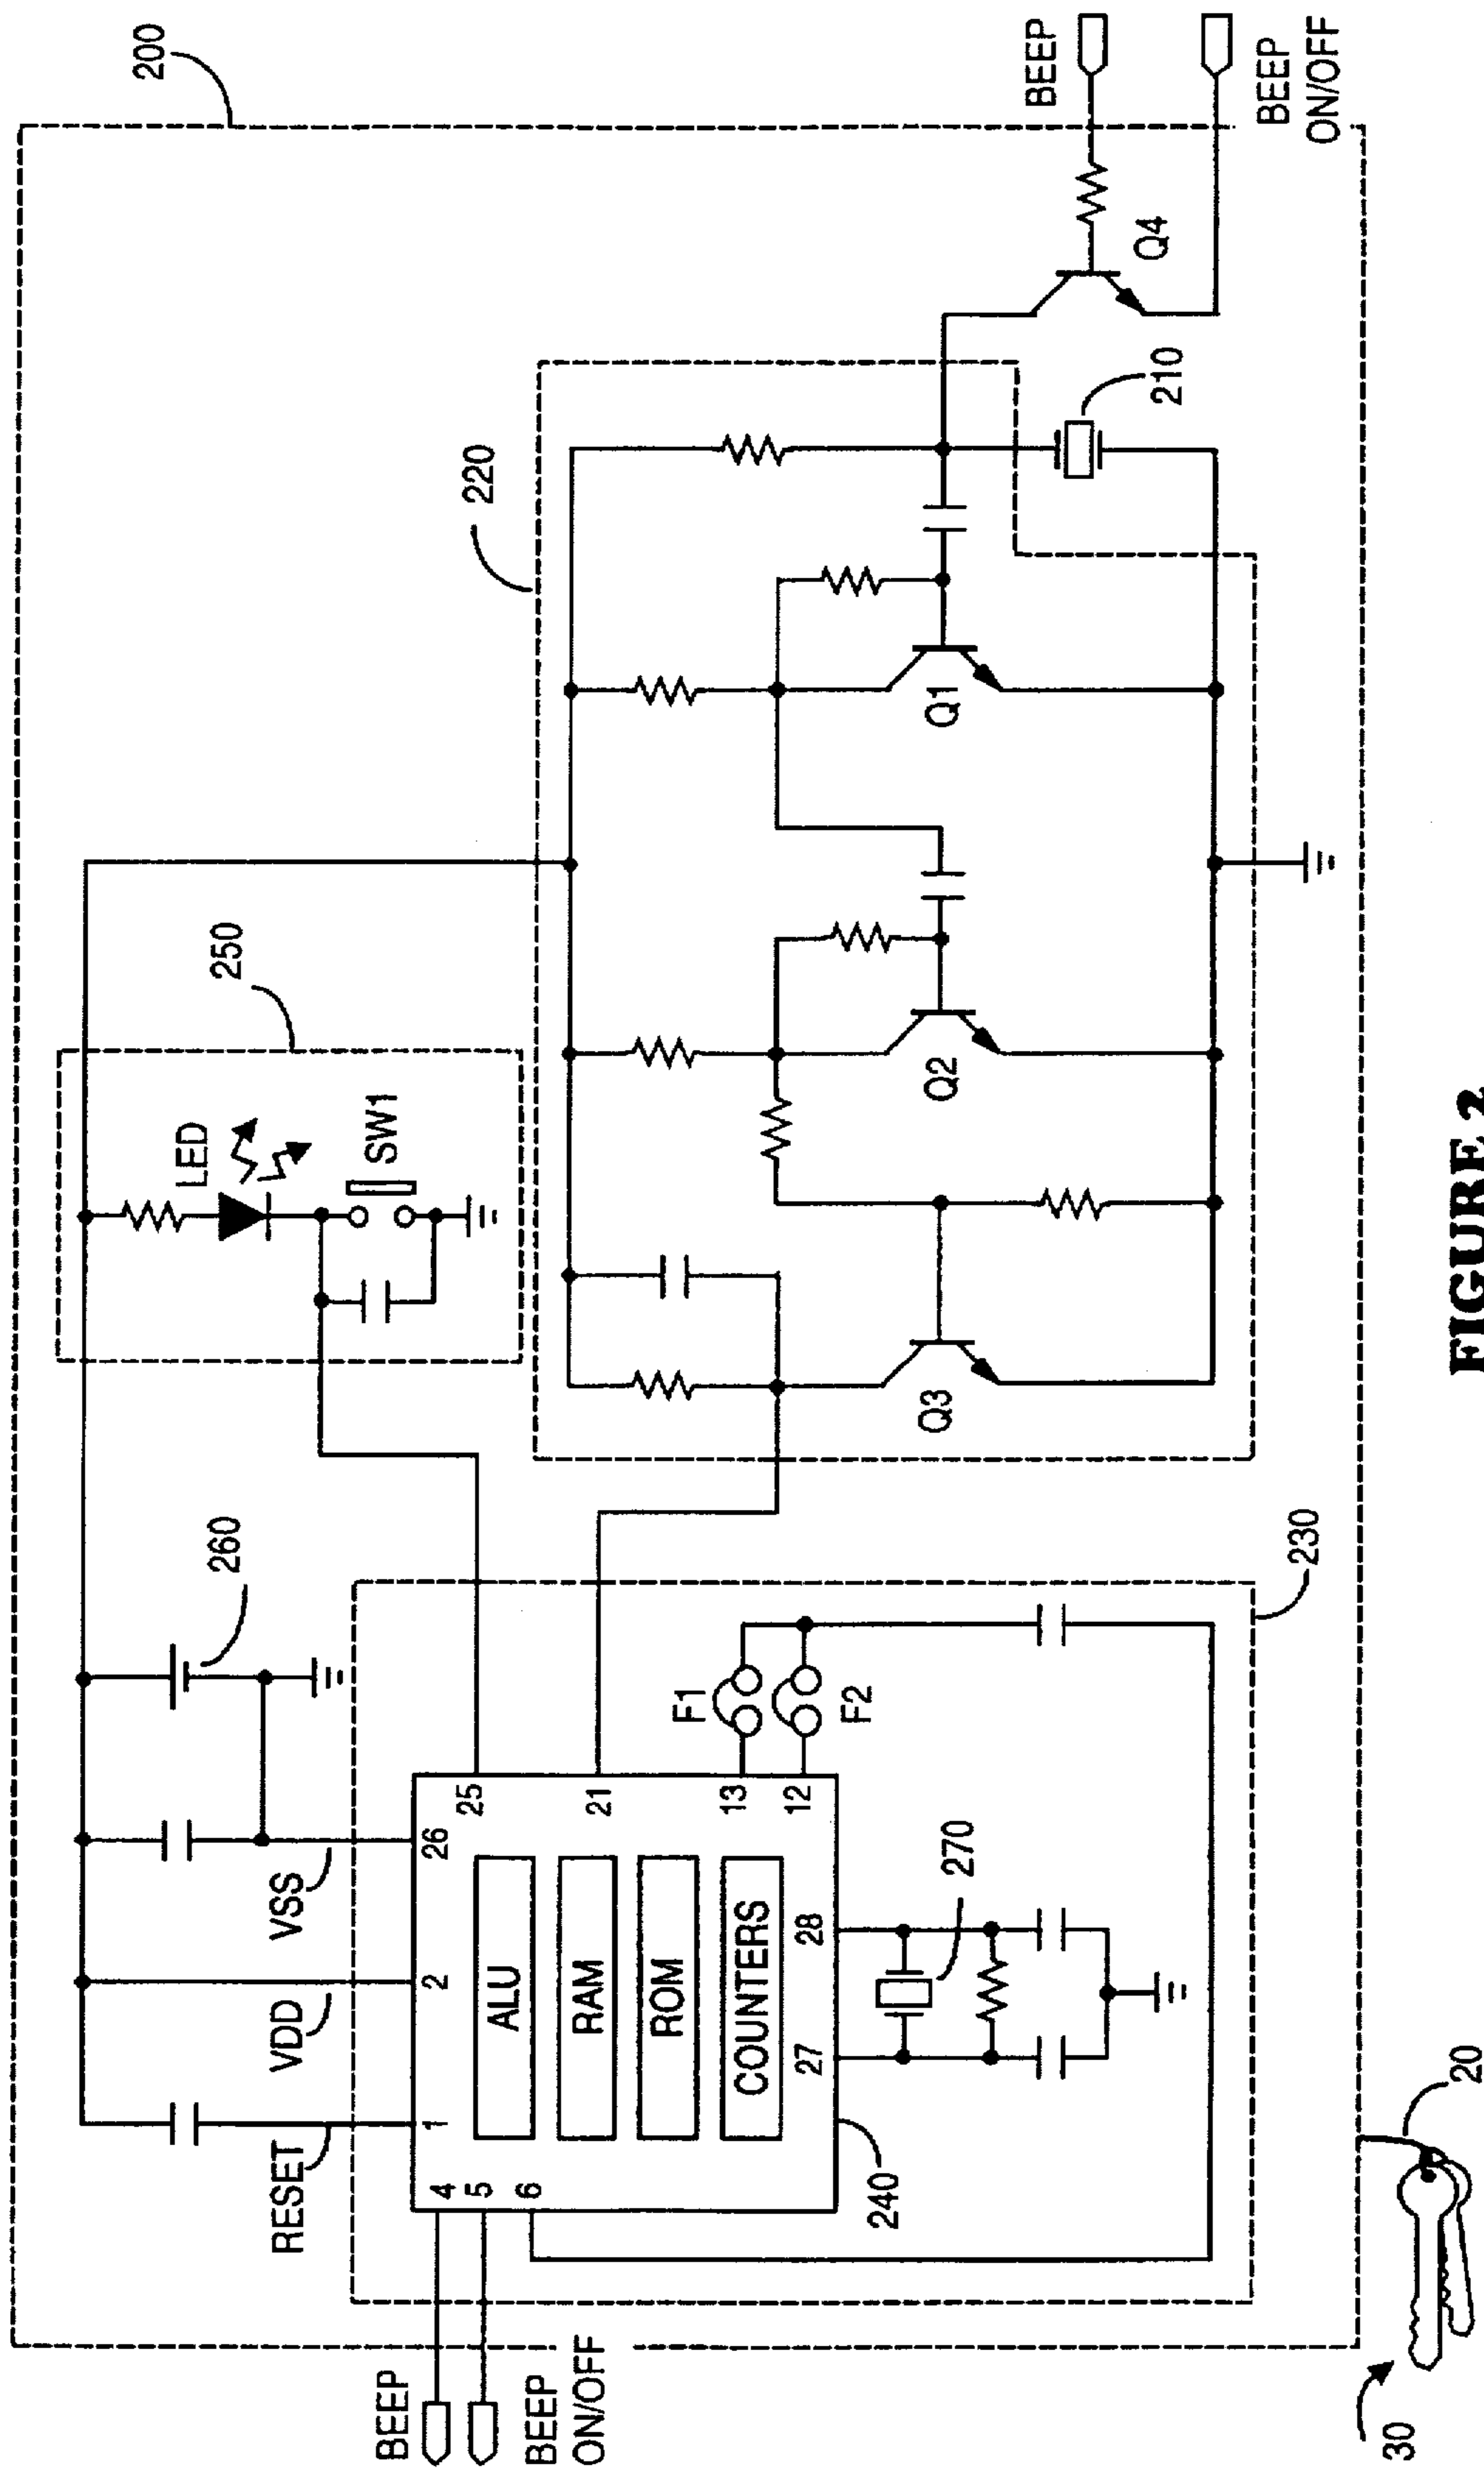 200
BEEP
BEEP
ON/OFF
Q4
210
220
Q1
250
LED
SW1
Q2
Q3
260
230
VSS
VDD
RESET
26
2
1
25
21
13
12
F1
F2
ALU
RAM
ROM
COUNTERS
4
5
6
28
27
270
240
BEEP
BEEP
ON/OFF
20
30
FIGURE 2